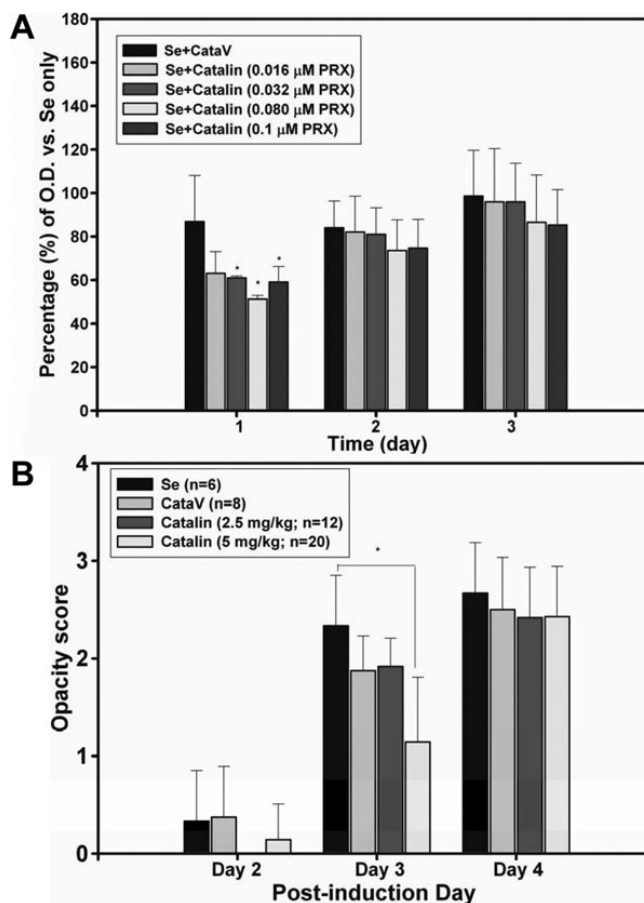 A
180
160
140
120
100
80
60
40
20
0
Percentage (%) of O.D. vs. Se only
Se+CataV
Se+Catalin (0.016 μM PRX)
Se+Catalin (0.032 μM PRX)
Se+Catalin (0.080 μM PRX)
Se+Catalin (0.1 μM PRX)
* * *
1 2 3
Time (day)
B
4
3
2
1
0
Opacity score
Se (n=6)
CataV (n=8)
Catalin (2.5 mg/kg; n=12)
Catalin (5 mg/kg; n=20)
*
Day 2 Day 3 Day 4
Post-induction Day